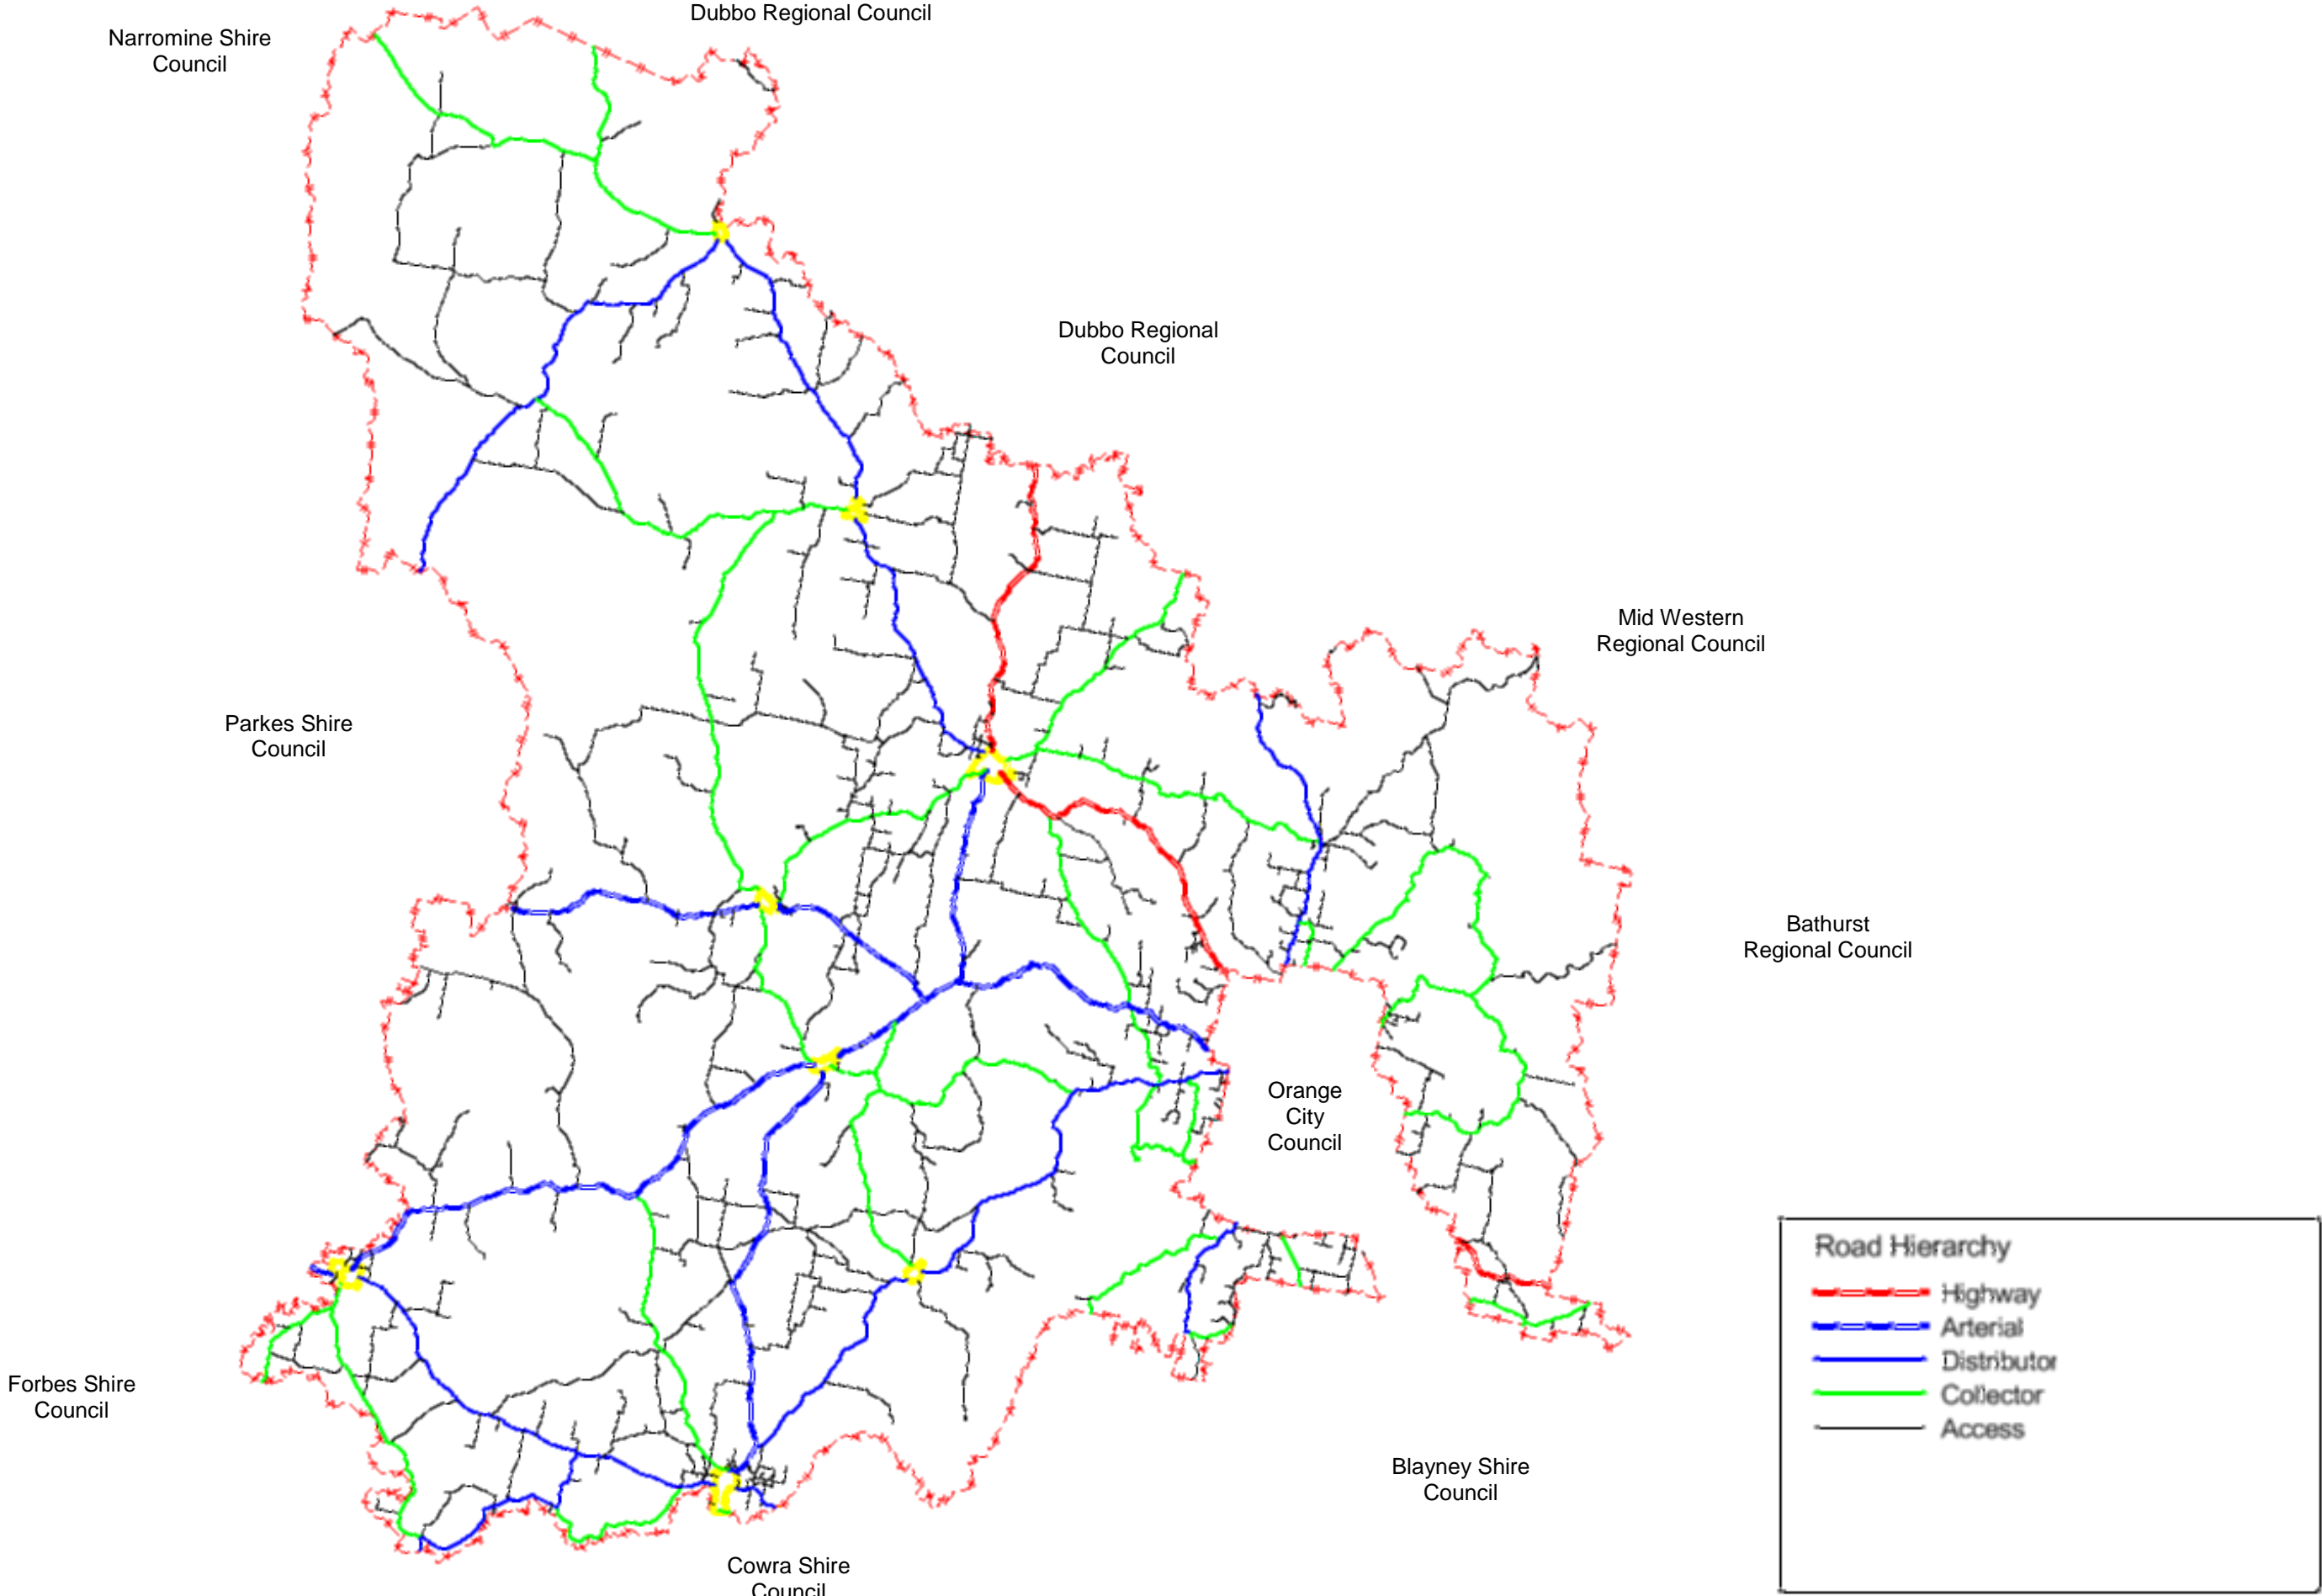 Dubbo Regional Council
Narromine Shire
Council
Dubbo Regional
Council
Mid Western
Regional Council
Parkes Shire
Council
Bathurst
Regional Council
Orange
City
Council
Road Hierarchy
Highway
Arterial
Distributor
Collector
Access
Forbes Shire
Council
Blayney Shire
Council
Cowra Shire
Council